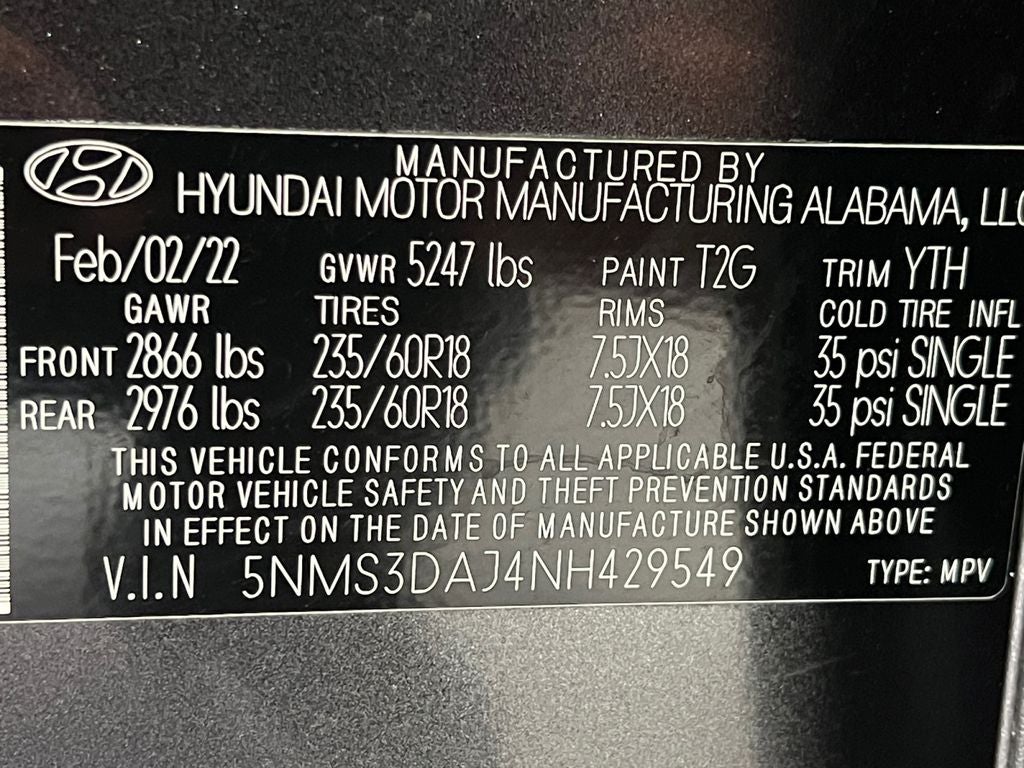 MANUFACTURED BY
HYUNDAI MOTOR MANUFACTURING ALABAMA, LLC
Feb/02/22 GVWR 5247 lbs PAINT T2G TRIM YTH
GAWR TIRES RIMS COLD TIRE INFL
FRONT 2866 lbs 235/60R18 7.5JX18 35 psi SINGLE
REAR 2976 lbs 235/60R18 7.5JX18 35 psi SINGLE
THIS VEHICLE CONFORMS TO ALL APPLICABLE U.S.A. FEDERAL
MOTOR VEHICLE SAFETY AND THEFT PREVENTION STANDARDS
IN EFFECT ON THE DATE OF MANUFACTURE SHOWN ABOVE
V.I.N 5NMS3DAJ4NH429549 TYPE: MPV